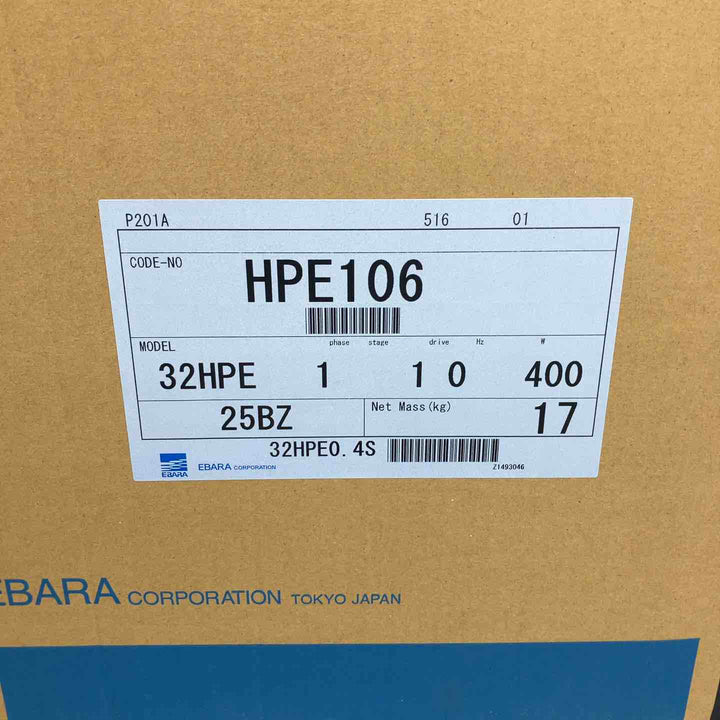 P201A 516 01
CODE-NO HPE106
MODEL phase stage drive Hz W
32HPE 1 1 0 400
25BZ Net Mass(kg) 17
32HPE0.4S
EBARA EBARA CORPORATION Z1493046
EBARA CORPORATION TOKYO JAPAN